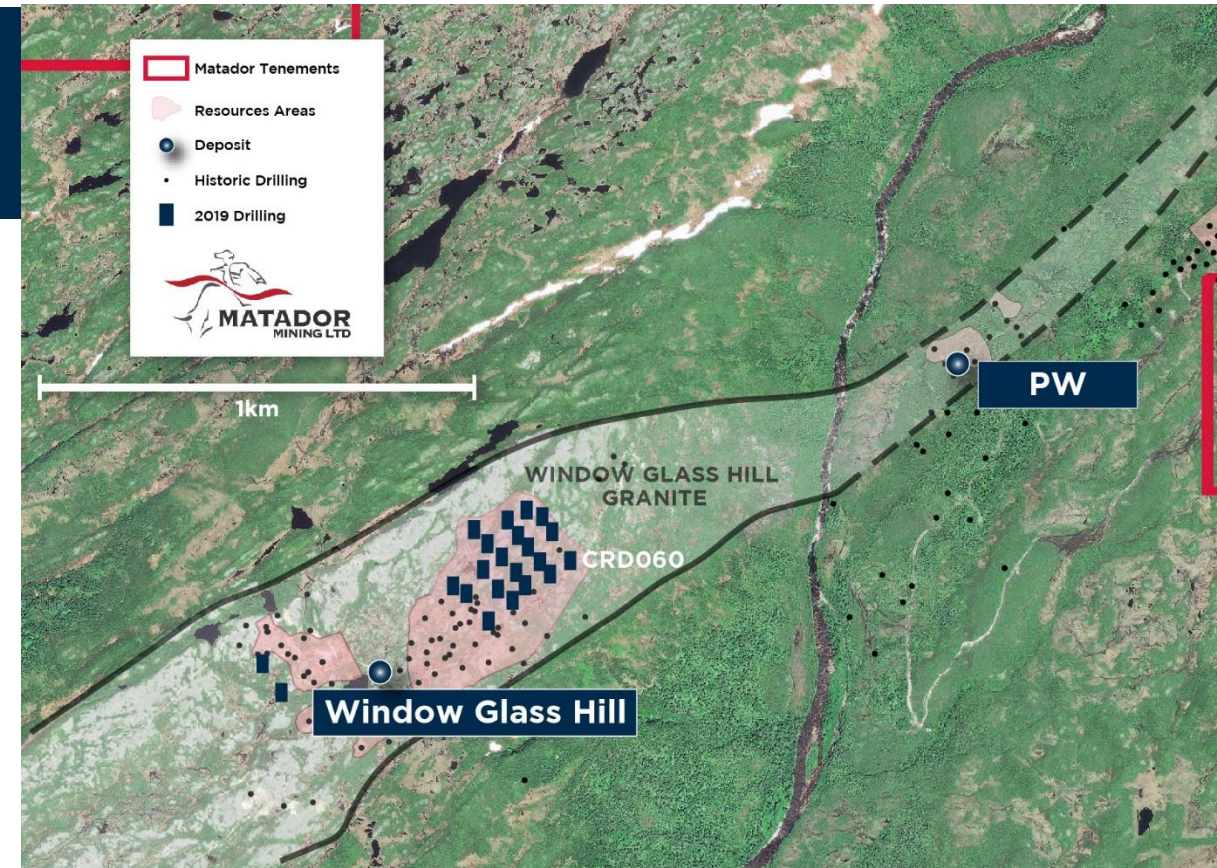 Matador Tenements
Resources Areas
Deposit
Historic Drilling
2019 Drilling
MATADOR
MINING LTD
1km
PW
WINDOW GLASS HILL
GRANITE
CRD060
Window Glass Hill